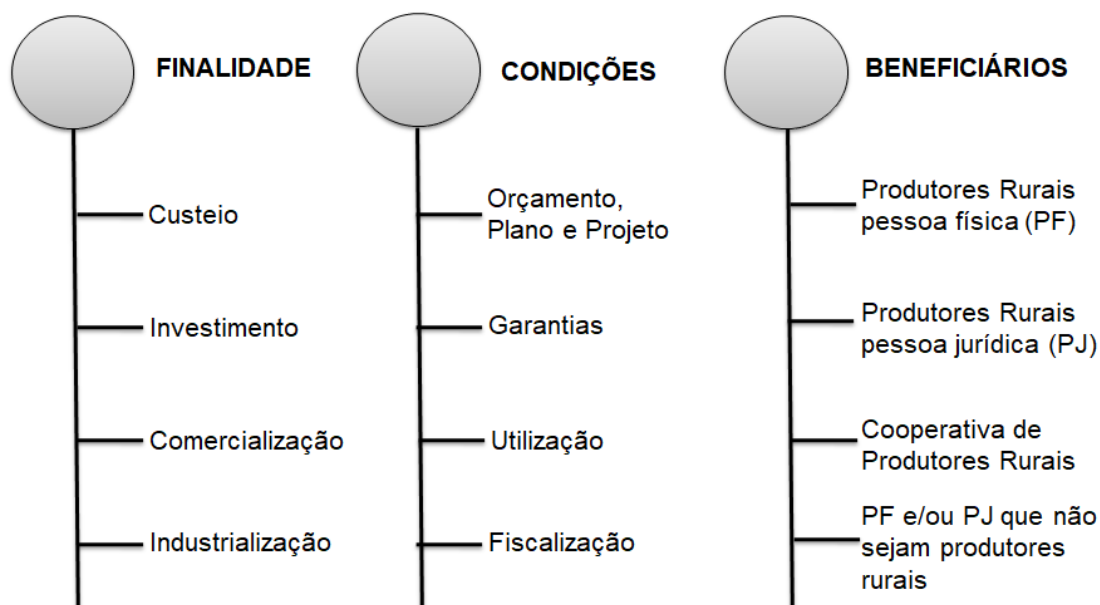 FINALIDADE
Custeio
Investimento
Comercialização
Industrialização
CONDIÇÕES
Orçamento,
Plano e Projeto
Garantias
Utilização
Fiscalização
BENEFICIÁRIOS
Produtores Rurais
pessoa física (PF)
Produtores Rurais
pessoa jurídica (PJ)
Cooperativa de
Produtores Rurais
PF e/ou PJ que não
sejam produtores
rurais